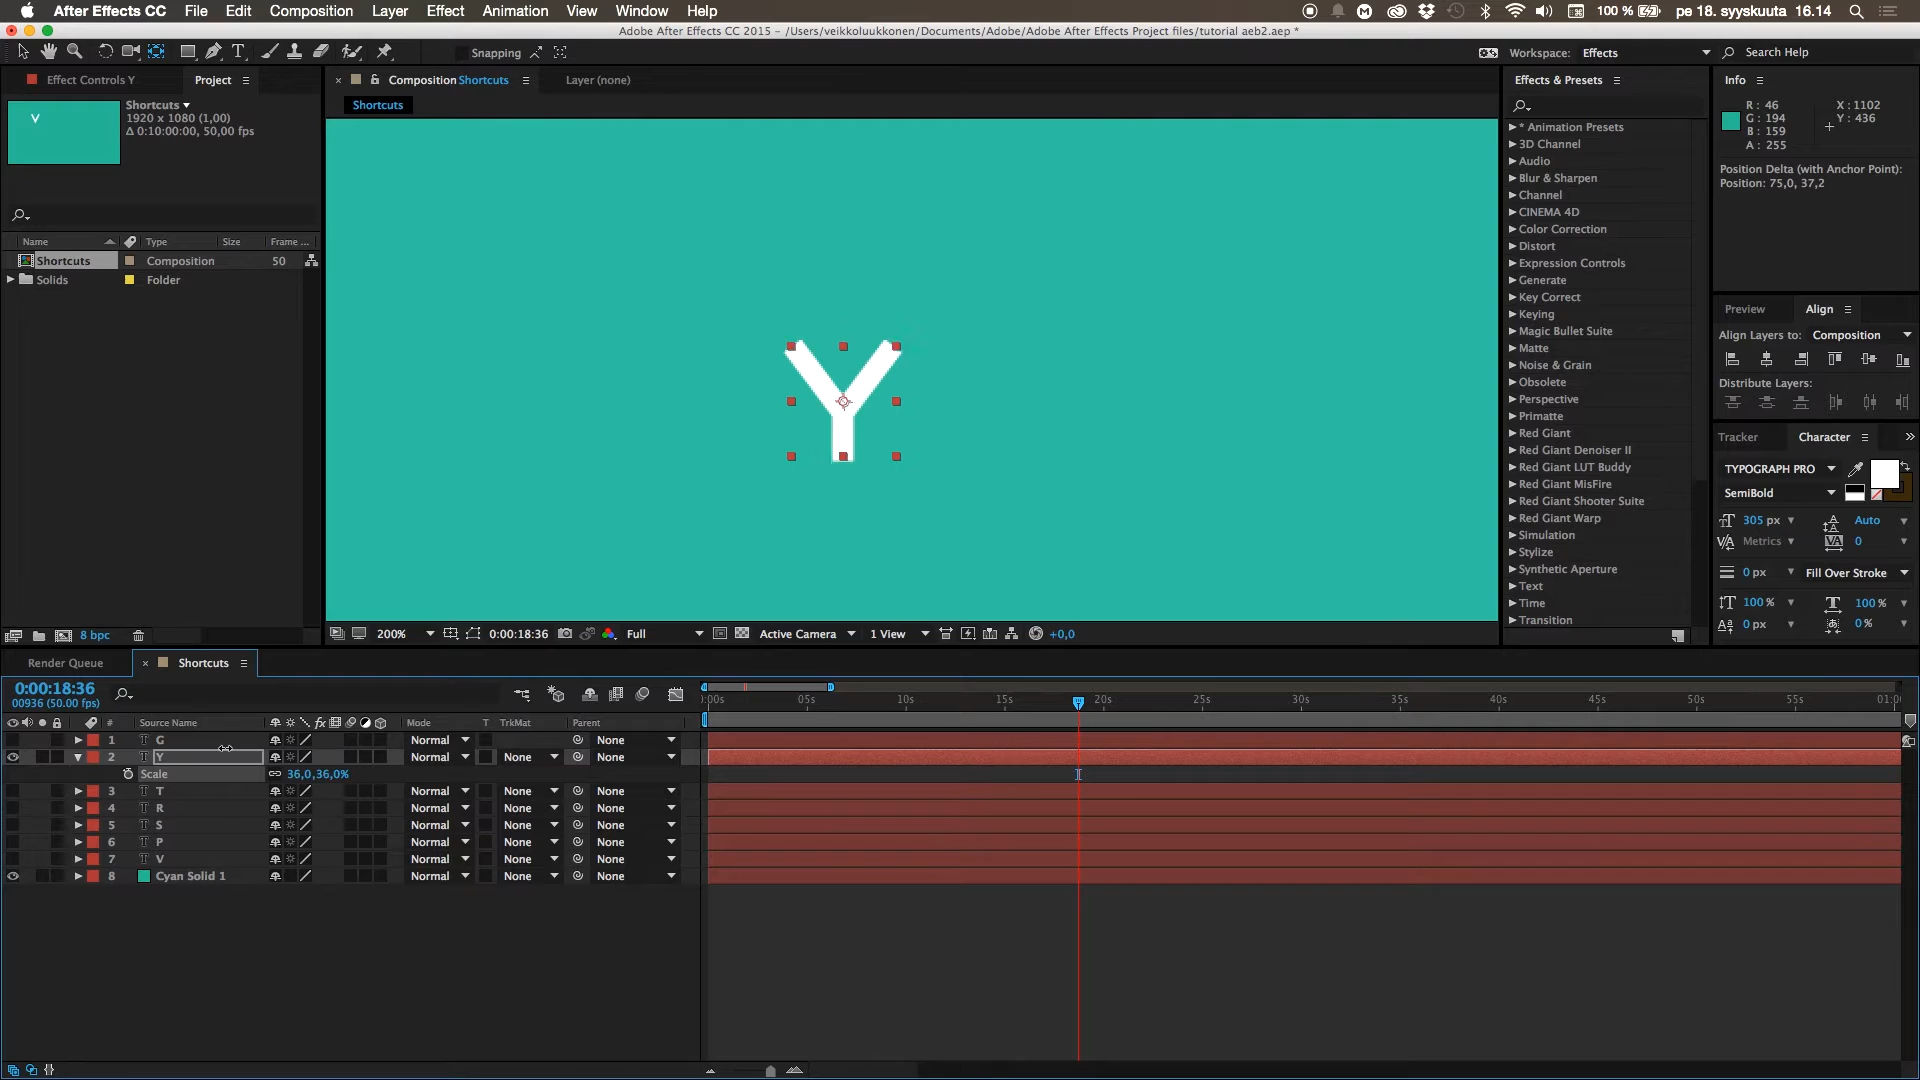 After Effects CC File Edit Composition Layer Effect Animation View Window Help 100 % pe 18. syyskuuta 16.14
Adobe After Effects CC 2015 – /Users/veikkoluukkonen/Documents/Adobe/Adobe After Effects Project files/tutorial aeb2.aep *
Snapping Workspace: Effects Search Help
Effect Controls Y Project Composition Shortcuts Layer (none) Effects & Presets Info
Shortcuts
1920 x 1080 (1,00)
Δ 0:10:00:00, 50,00 fps
Name Type Size Frame ...
Shortcuts Composition 50
Solids Folder
8 bpc
Shortcuts
Y
200% 0:00:18:36 Full Active Camera 1 View +0,0
* Animation Presets
3D Channel
Audio
Blur & Sharpen
Channel
CINEMA 4D
Color Correction
Distort
Expression Controls
Generate
Key Correct
Keying
Magic Bullet Suite
Matte
Noise & Grain
Obsolete
Perspective
Primatte
Red Giant
Red Giant Denoiser II
Red Giant LUT Buddy
Red Giant MisFire
Red Giant Shooter Suite
Red Giant Warp
Simulation
Stylize
Synthetic Aperture
Text
Time
Transition
R : 46 X : 1102
G : 194 Y : 436
B : 159
A : 255
Position Delta (with Anchor Point):
Position: 75,0, 37,2
Preview Align
Align Layers to: Composition
Distribute Layers:
Tracker Character
TYPOGRAPH PRO
SemiBold
305 px Auto
Metrics 0
0 px Fill Over Stroke
100 % 100 %
0 px 0 %
Render Queue Shortcuts
0:00:18:36
00936 (50.00 fps)
:00s 05s 10s 15s 20s 25s 30s 35s 40s 45s 50s 55s 01:0
# Source Name fx Mode T TrkMat Parent
1 T G Normal None
2 T Y Normal None None
Scale 36,0,36,0%
3 T T Normal None None
4 T R Normal None None
5 T S Normal None None
6 T P Normal None None
7 T V Normal None None
8 Cyan Solid 1 Normal None None